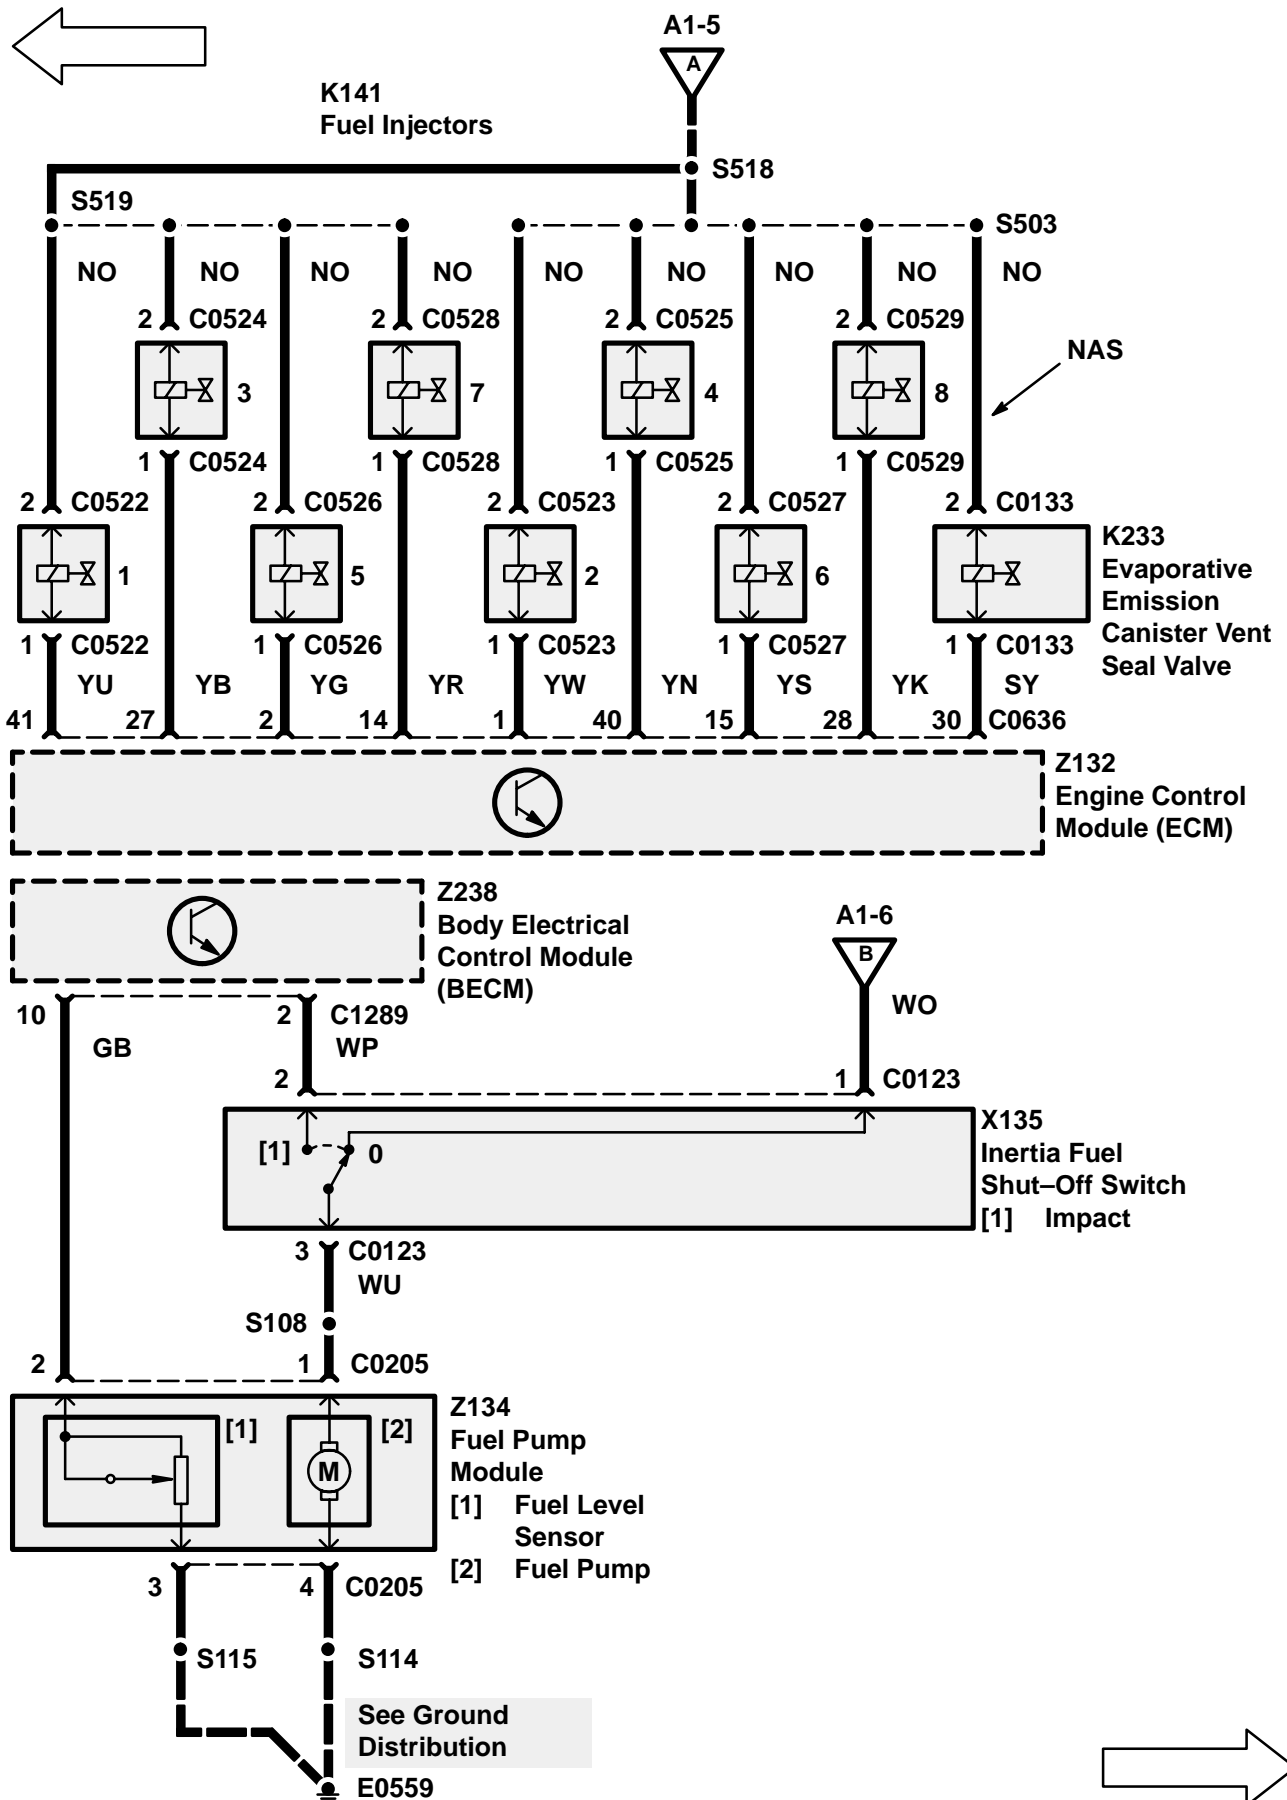 A1-5
A
K141
Fuel Injectors
S518
S519
S503
NO NO NO NO NO NO NO NO NO
2 C0524 2 C0528 2 C0525 2 C0529
NAS
3 7 4 8
1 C0524 1 C0528 1 C0525 1 C0529
2 C0522 2 C0526 2 C0523 2 C0527 2 C0133
K233
Evaporative
Emission
Canister Vent
Seal Valve
1 5 2 6
1 C0522 1 C0526 1 C0523 1 C0527 1 C0133
YU YB YG YR YW YN YS YK SY
41 27 2 14 1 40 15 28 30 C0636
Z132
Engine Control
Module (ECM)
Z238
Body Electrical
Control Module
(BECM)
A1-6
B
WO
10 2 C1289
GB WP
2 1 C0123
X135
Inertia Fuel
Shut–Off Switch
[1] Impact
[1] 0
3 C0123
WU
S108
2 1 C0205
Z134
Fuel Pump
Module
[1] Fuel Level
Sensor
[2] Fuel Pump
[1] [2]
M
3 4 C0205
S115 S114
See Ground
Distribution
E0559